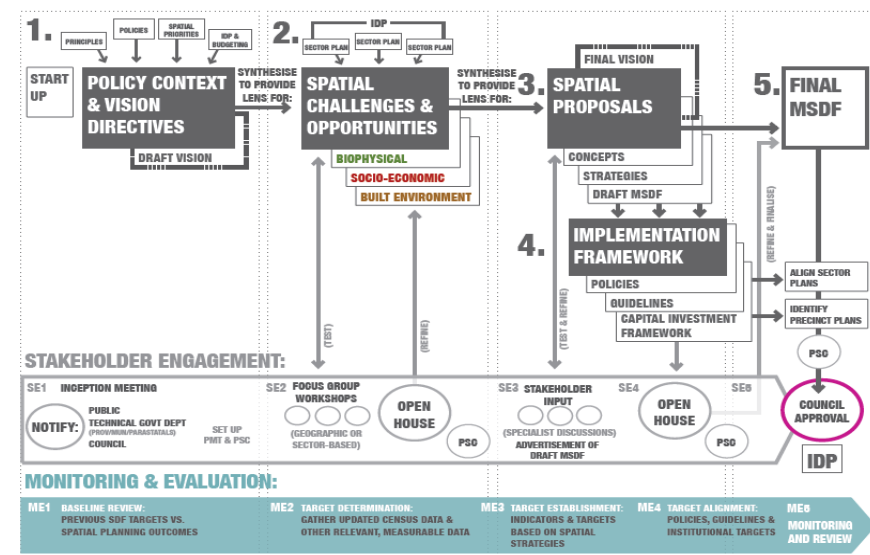 1.
PRINCIPLES
POLICIES
SPATIAL
PRIORITIES
IDP &
BUDGETING
START
UP
POLICY CONTEXT
& VISION
DIRECTIVES
DRAFT VISION
SYNTHESISE
TO PROVIDE
LENS FOR:
2.
IDP
SECTOR PLAN
SECTOR PLAN
SECTOR PLAN
SPATIAL
CHALLENGES &
OPPORTUNITIES
BIOPHYSICAL
SOCIO-ECONOMIC
BUILT ENVIRONMENT
SYNTHESISE
TO PROVIDE
LENS FOR:
3.
FINAL VISION
SPATIAL
PROPOSALS
CONCEPTS
STRATEGIES
DRAFT MSDF
4.
IMPLEMENTATION
FRAMEWORK
POLICIES
GUIDELINES
CAPITAL INVESTMENT
FRAMEWORK
5.
FINAL
MSDF
(REFINE & FINALISE)
ALIGN SECTOR
PLANS
IDENTIFY
PRECINCT PLANS
PSC
(TEST)
(REFINE)
(TEST & REFINE)
STAKEHOLDER ENGAGEMENT:
SE1 INCEPTION MEETING
NOTIFY:
PUBLIC
TECHNICAL GOVT DEPT
(PROV/MUN/PARASTATALS)
COUNCIL
SET UP
PMT & PSC
SE2 FOCUS GROUP
WORKSHOPS
(GEOGRAPHIC OR
SECTOR-BASED)
OPEN
HOUSE
PSC
SE3 STAKEHOLDER
INPUT
(SPECIALIST DISCUSSIONS)
ADVERTISEMENT OF
DRAFT MSDF
SE4
OPEN
HOUSE
PSC
SE5
COUNCIL
APPROVAL
IDP
MONITORING & EVALUATION:
ME1 BASELINE REVIEW:
PREVIOUS SDF TARGETS VS.
SPATIAL PLANNING OUTCOMES
ME2 TARGET DETERMINATION:
GATHER UPDATED CENSUS DATA &
OTHER RELEVANT, MEASURABLE DATA
ME3 TARGET ESTABLISHMENT:
INDICATORS & TARGETS
BASED ON SPATIAL
STRATEGIES
ME4 TARGET ALIGNMENT:
POLICIES, GUIDELINES &
INSTITUTIONAL TARGETS
ME5
MONITORING
AND REVIEW